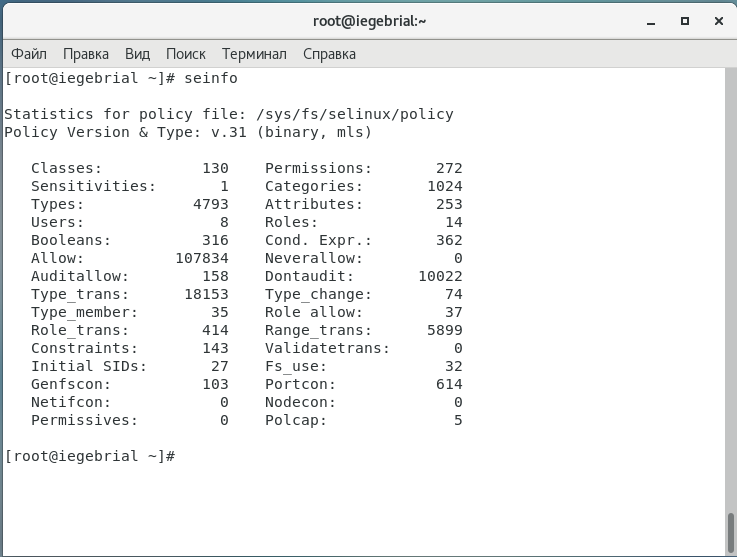 root@iegebrial:~
Файл Правка Вид Поиск Терминал Справка
[root@iegebrial ~]# seinfo
Statistics for policy file: /sys/fs/selinux/policy
Policy Version & Type: v.31 (binary, mls)
Classes: 130 Permissions: 272
Sensitivities: 1 Categories: 1024
Types: 4793 Attributes: 253
Users: 8 Roles: 14
Booleans: 316 Cond. Expr.: 362
Allow: 107834 Neverallow: 0
Auditallow: 158 Dontaudit: 10022
Type_trans: 18153 Type_change: 74
Type_member: 35 Role allow: 37
Role_trans: 414 Range_trans: 5899
Constraints: 143 Validatetrans: 0
Initial SIDs: 27 Fs_use: 32
Genfscon: 103 Portcon: 614
Netifcon: 0 Nodecon: 0
Permissives: 0 Polcap: 5
[root@iegebrial ~]#